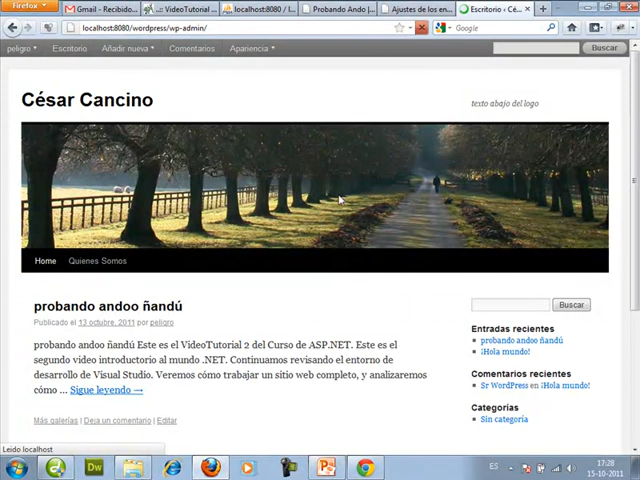 Firefox
Gmail - Recibido...
..:: VideoTutorial ...
localhost:8080 / l...
Probando Ando |...
Ajustes de los en...
Escritorio ‹ Cé...
localhost:8080/wordpress/wp-admin/
Google
peligro
Escritorio
Añadir nueva
Comentarios
Apariencia
Buscar
César Cancino
texto abajo del logo
Home
Quienes Somos
probando andoo ñandú
Publicado el 13 octubre, 2011 por peligro
probando andoo ñandú Este es el VideoTutorial 2 del Curso de ASP.NET. Este es el
segundo video introductorio al mundo .NET. Continuamos revisando el entorno de
desarrollo de Visual Studio. Veremos cómo trabajar un sitio web completo, y analizaremos
cómo ... Sigue leyendo →
Más galerías | Deja un comentario | Editar
Buscar
Entradas recientes
probando andoo ñandú
¡Hola mundo!
Comentarios recientes
Sr WordPress en ¡Hola mundo!
Categorías
Sin categoría
Leído localhost
Dw
ES
17:28
15-10-2011